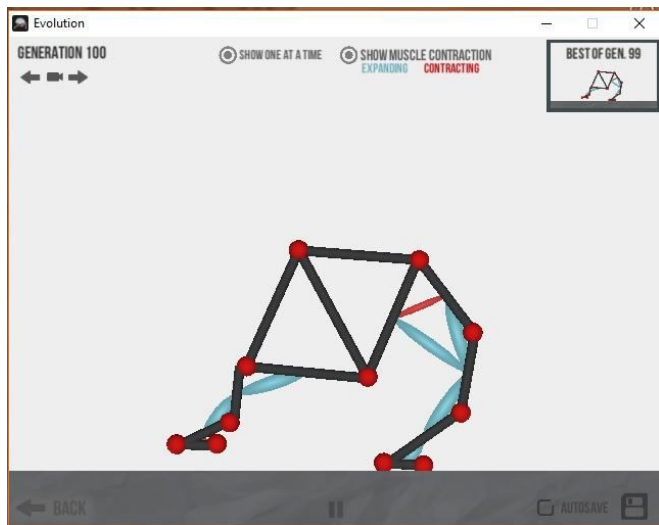 Evolution
GENERATION 100
SHOW ONE AT A TIME
SHOW MUSCLE CONTRACTION
EXPANDING CONTRACTING
BEST OF GEN. 99
BACK
AUTOSAVE